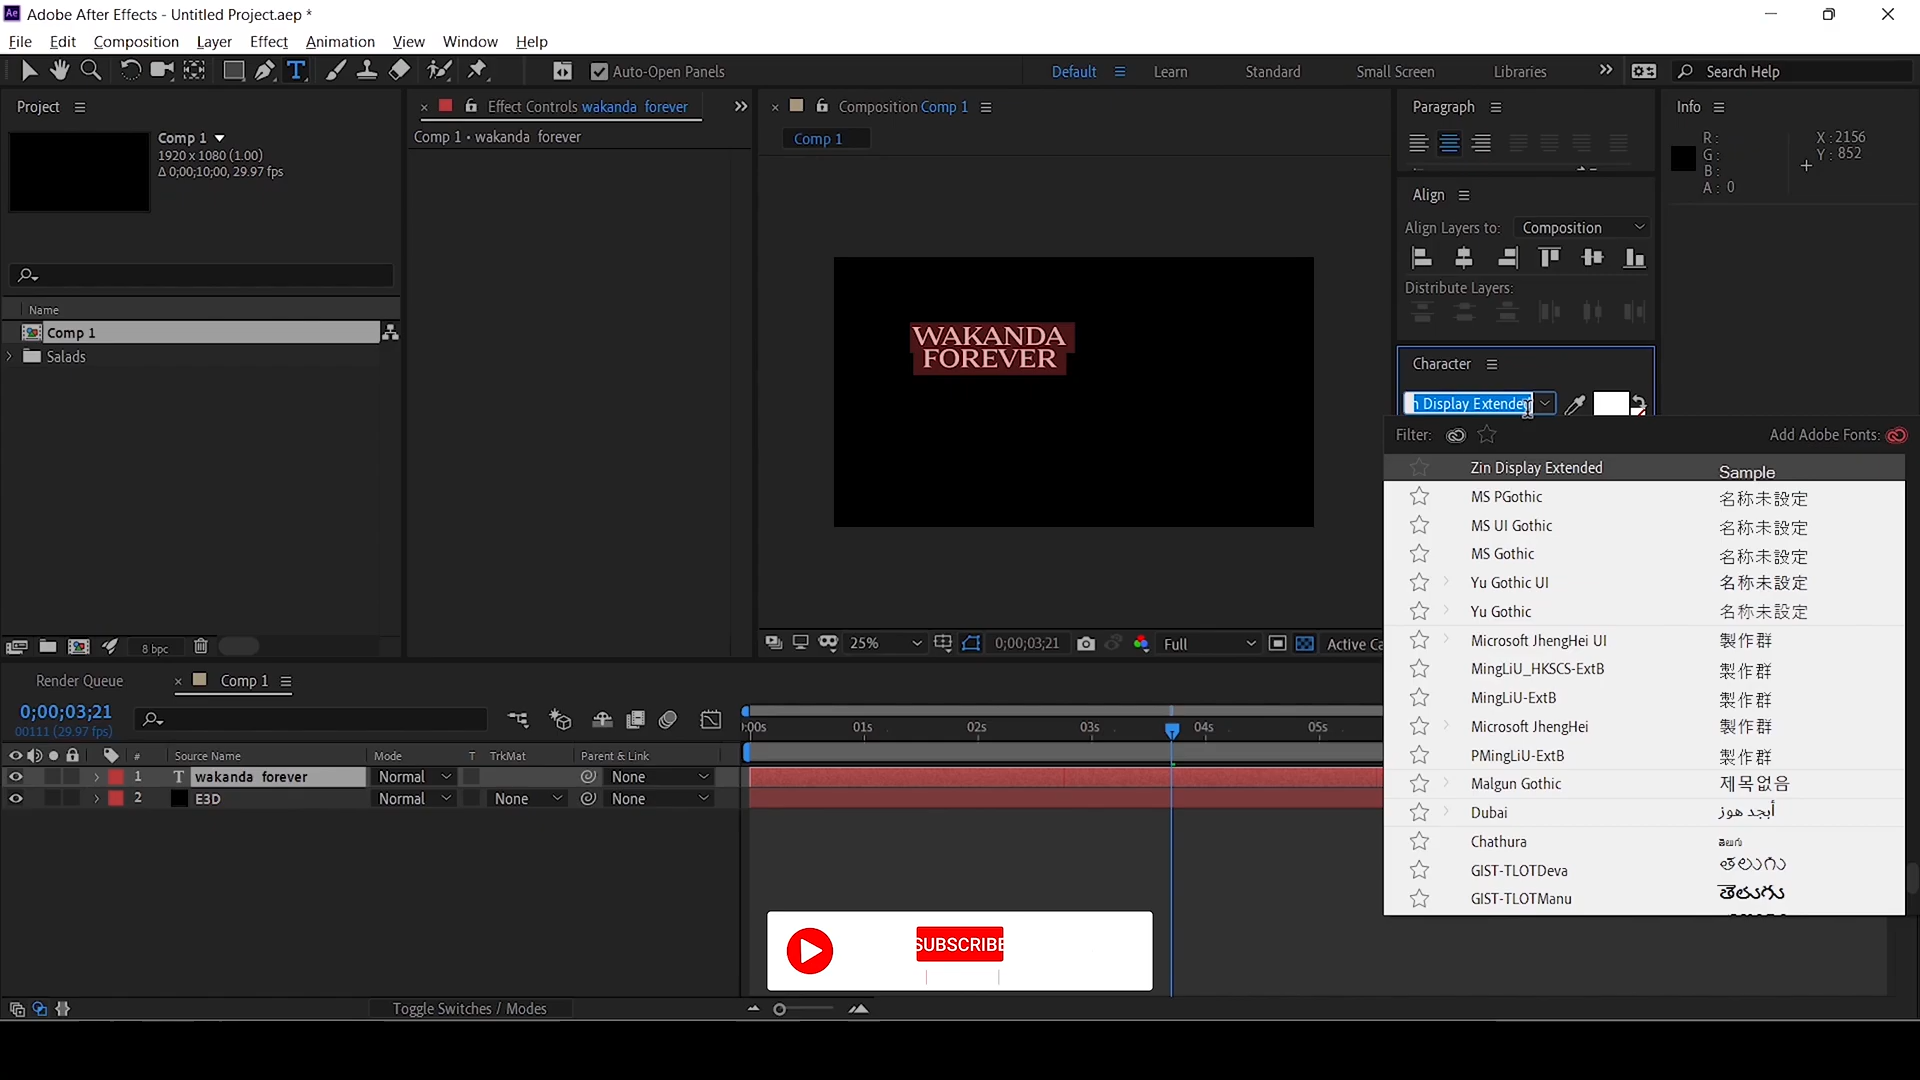 Ae Adobe After Effects - Untitled Project.aep *
File Edit Composition Layer Effect Animation View Window Help
Auto-Open Panels Default Learn Standard Small Screen Libraries Search Help
Project
Comp 1
1920 x 1080 (1.00)
Δ 0;00;10;00, 29.97 fps
Name
Comp 1
Salads
8 bpc
Effect Controls wakanda forever
Comp 1 • wakanda forever
Composition Comp 1
Comp 1
WAKANDA
FOREVER
25% 0;00;03;21 Full Active Ca
Paragraph
Align
Align Layers to: Composition
Distribute Layers:
Character
n Display Extended
Info
R:
G:
B:
A: 0
X: 2156
Y: 852
Filter: Add Adobe Fonts:
Zin Display Extended Sample
MS PGothic 名称未設定
MS UI Gothic 名称未設定
MS Gothic 名称未設定
Yu Gothic UI 名称未設定
Yu Gothic 名称未設定
Microsoft JhengHei UI 製作群
MingLiU_HKSCS-ExtB 製作群
MingLiU-ExtB 製作群
Microsoft JhengHei 製作群
PMingLiU-ExtB 製作群
Malgun Gothic 제목없음
Dubai أبجد هوز
Chathura తెలుగు
GIST-TLOTDeva తెలుగు
GIST-TLOTManu తెలుగు
Render Queue Comp 1
0;00;03;21
00111 (29.97 fps)
:00s 01s 02s 03s 04s 05s
# Source Name Mode T TrkMat Parent & Link
1 T wakanda forever Normal None
2 E3D Normal None None
SUBSCRIBE
Toggle Switches / Modes